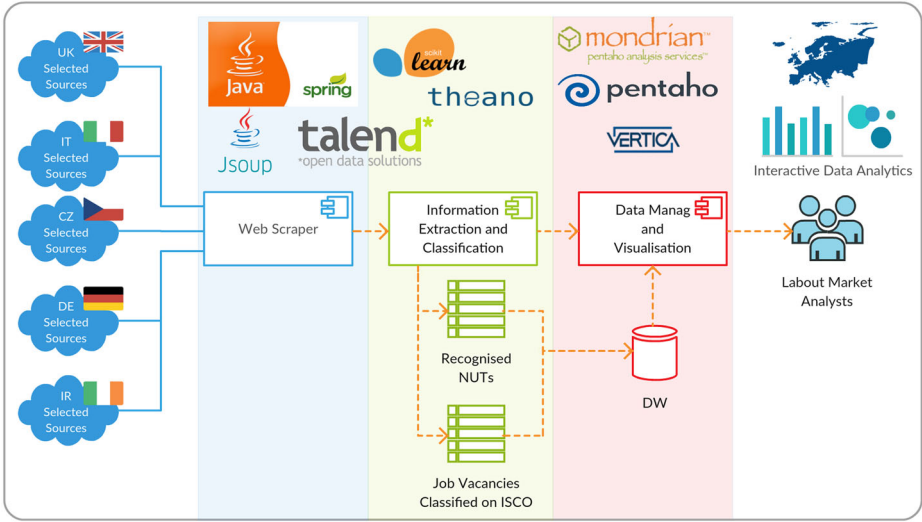 UK
Selected
Sources
IT
Selected
Sources
CZ
Selected
Sources
DE
Selected
Sources
IR
Selected
Sources
Java
spring
Jsoup
talend*
*open data solutions
Web Scraper
scikit
learn
theano
Information
Extraction and
Classification
Recognised
NUTs
Job Vacancies
Classified on ISCO
mondrian™
pentaho analysis services™
pentaho
VERTICA
Data Manag
and
Visualisation
DW
Interactive Data Analytics
Labout Market
Analysts